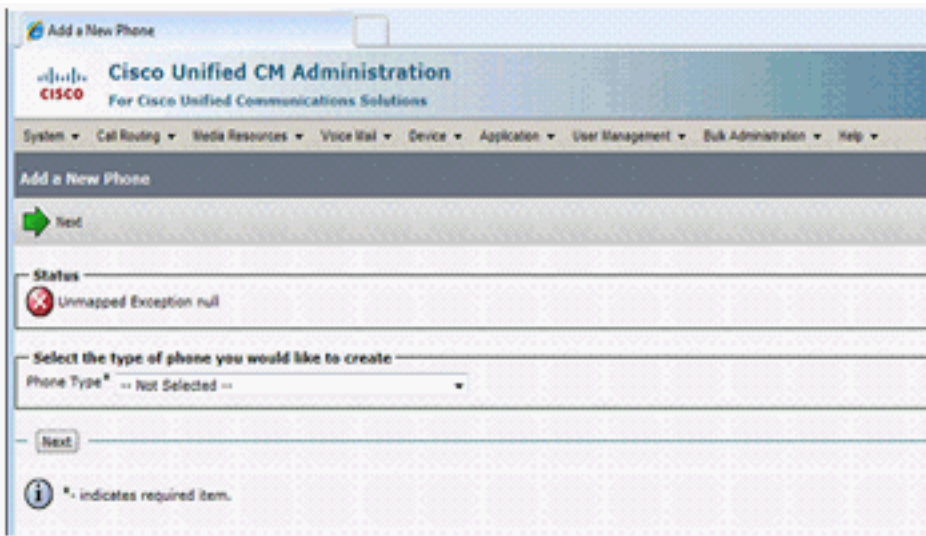 Add a New Phone
CISCO
Cisco Unified CM Administration
For Cisco Unified Communications Solutions
System Call Routing Media Resources Voice Mail Device Application User Management Bulk Administration Help
Add a New Phone
Next
Status
Unmapped Exception null
Select the type of phone you would like to create
Phone Type* -- Not Selected --
Next
i *- indicates required item.